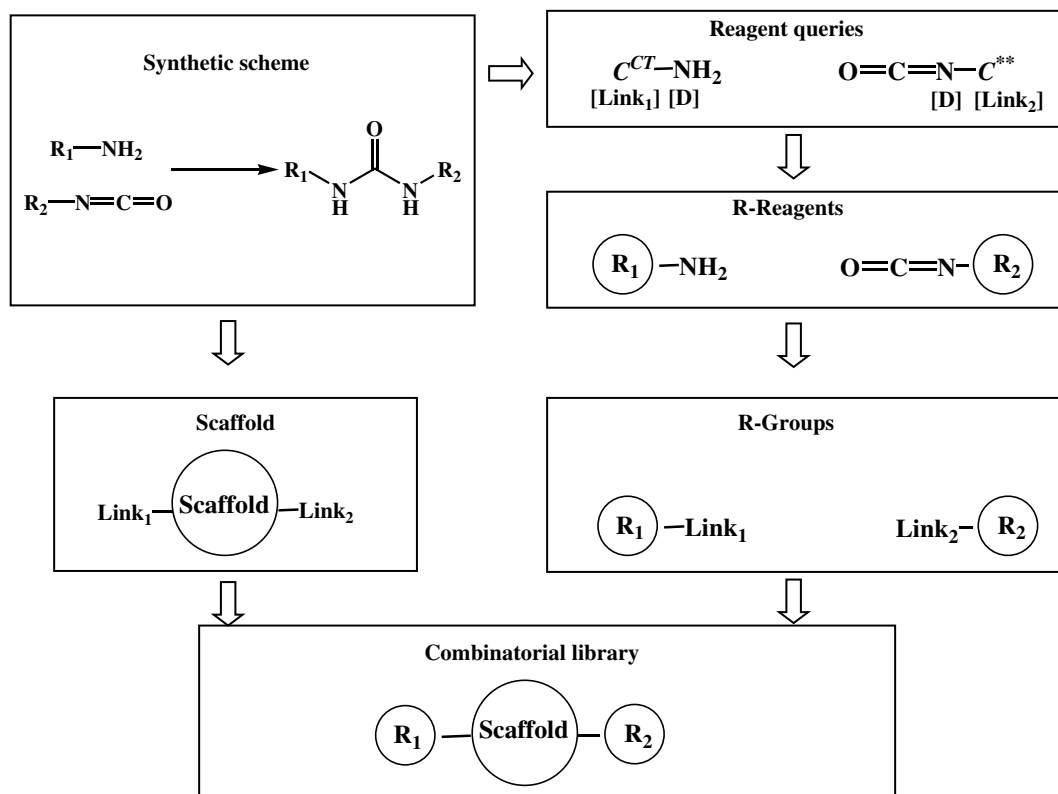 Synthetic scheme
R₁—NH₂
R₂—N=C=O
O
R₁ N N R₂
H H
Reagent queries
C^CT—NH₂ O=C=N—C^**
[Link₁] [D] [D] [Link₂]
R-Reagents
R₁—NH₂ O=C=N—R₂
Scaffold
Link₁—Scaffold—Link₂
R-Groups
R₁—Link₁ Link₂—R₂
Combinatorial library
R₁—Scaffold—R₂